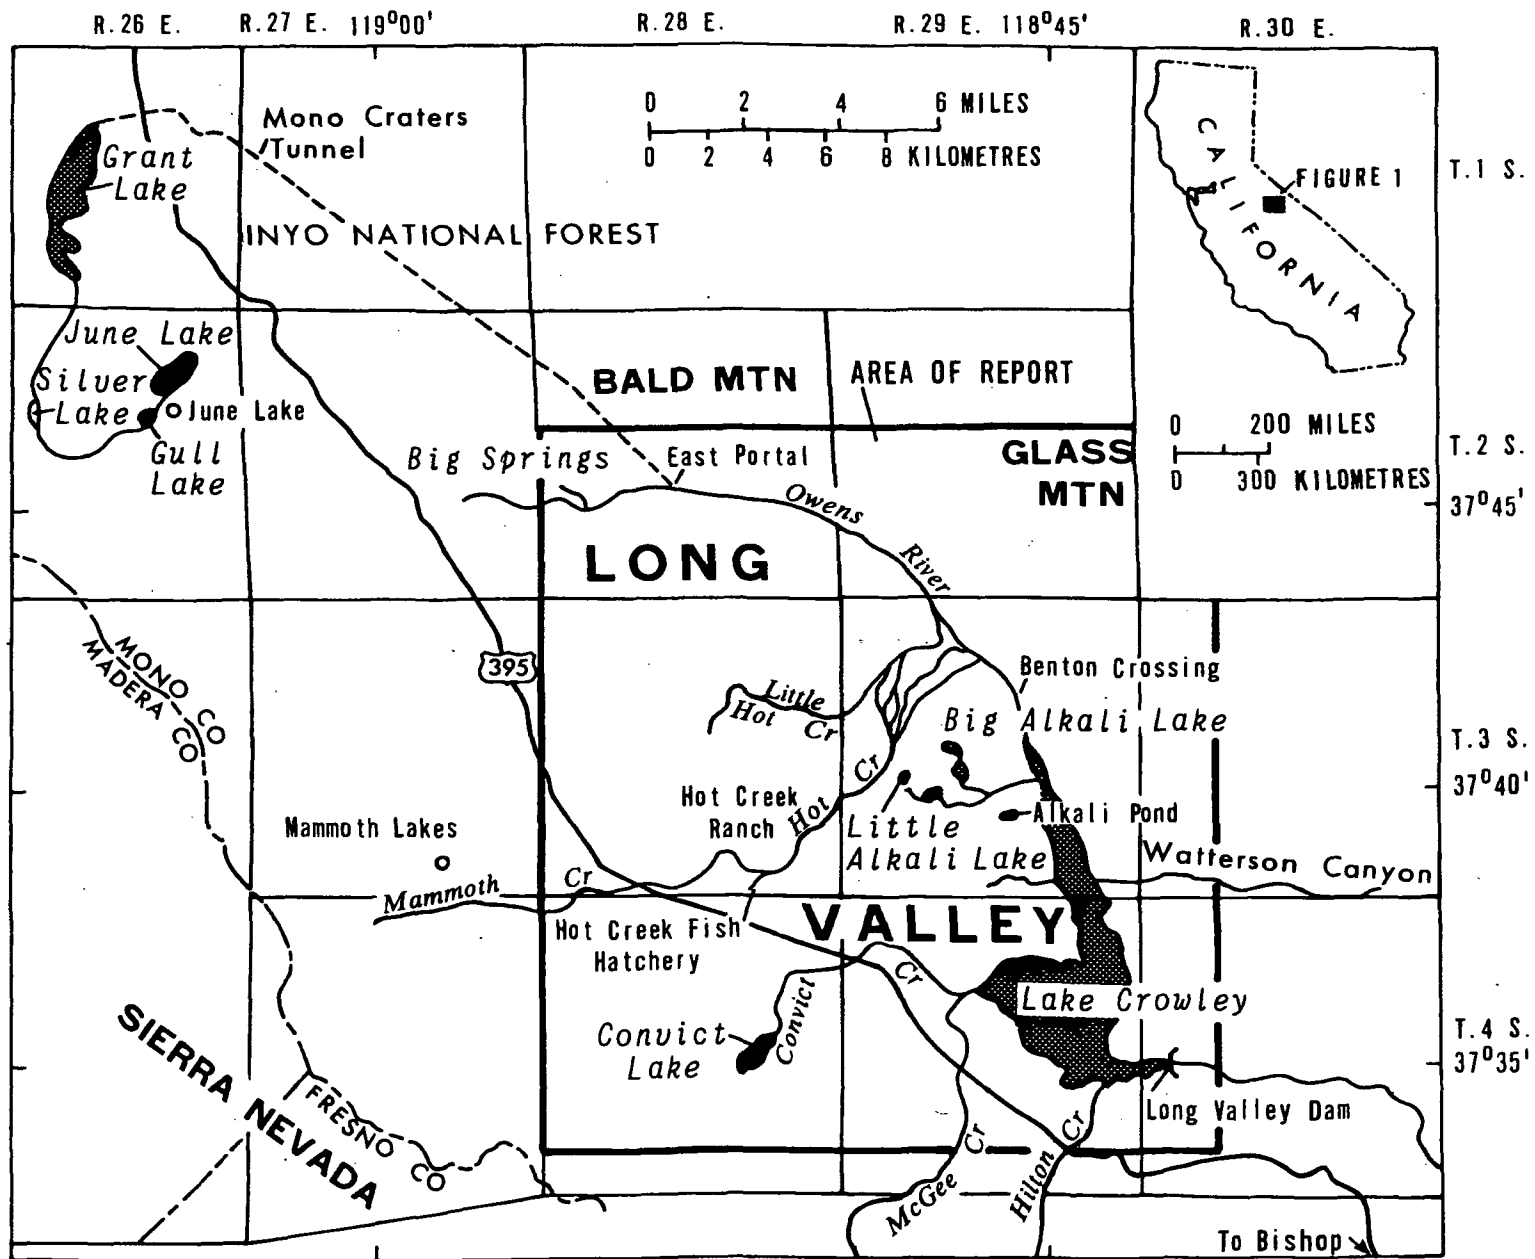 R.26 E. R.27 E. 119°00' R.28 E. R.29 E. 118°45' R.30 E.
0 2 4 6 MILES
0 2 4 6 8 KILOMETRES
Mono Craters
Tunnel
Grant
Lake
T.1 S.
CALIFORNIA
FIGURE 1
INYO NATIONAL FOREST
June Lake
Silver
Lake
June Lake
Gull
Lake
BALD MTN
AREA OF REPORT
0 200 MILES
0 300 KILOMETRES
T.2 S.
37°45'
GLASS
MTN
Big Springs
East Portal
Owens
River
LONG
MONO CO
MADERA CO
395
Benton Crossing
Little
Hot Cr
Big Alkali Lake
T.3 S.
37°40'
Hot Creek
Ranch
Hot Cr
Alkali Pond
Little
Alkali Lake
Mammoth Lakes
Watterson Canyon
Mammoth Cr
VALLEY
Hot Creek Fish
Hatchery
Cr
Lake Crowley
Convict
Lake
Convict
T.4 S.
37°35'
SIERRA NEVADA
FRESNO CO
Long Valley Dam
McGee Cr
Hilton Cr
To Bishop